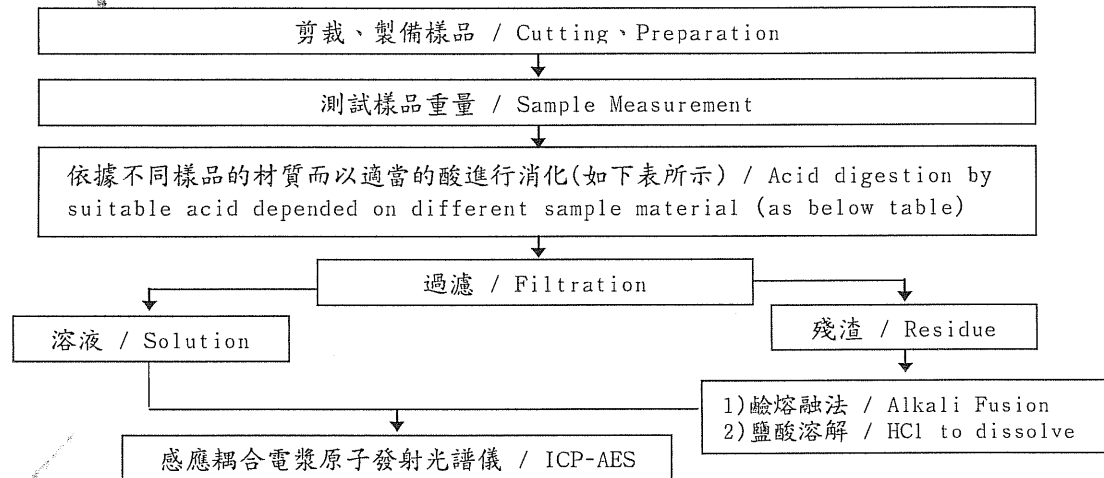 剪裁、製備樣品 / Cutting、Preparation
測試樣品重量 / Sample Measurement
依據不同樣品的材質而以適當的酸進行消化(如下表所示) / Acid digestion by
suitable acid depended on different sample material (as below table)
過濾 / Filtration
溶液 / Solution
殘渣 / Residue
1)鹼熔融法 / Alkali Fusion
2)鹽酸溶解 / HCl to dissolve
感應耦合電漿原子發射光譜儀 / ICP-AES